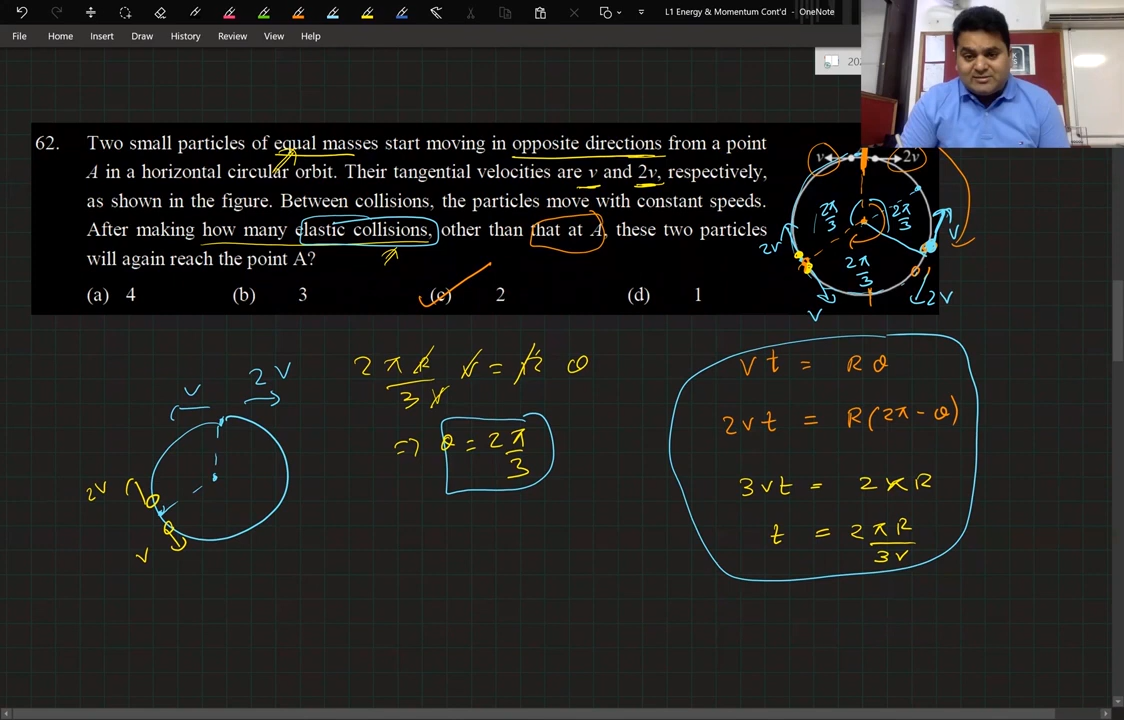 L1 Energy & Momentum Cont'd - OneNote
File Home Insert Draw History Review View Help
202
62. Two small particles of equal masses start moving in opposite directions from a point
A in a horizontal circular orbit. Their tangential velocities are v and 2v, respectively,
as shown in the figure. Between collisions, the particles move with constant speeds.
After making how many elastic collisions, other than that at A, these two particles
will again reach the point A?
(a) 4 (b) 3 (c) 2 (d) 1
v 2v
2π/3 2π/3
2V V
2π/3
V 2V
V 2V
2V
V
2πR/3V V = R θ
=> θ = 2π/3
Vt = Rθ
2Vt = R(2π-θ)
3Vt = 2πR
t = 2πR/3V